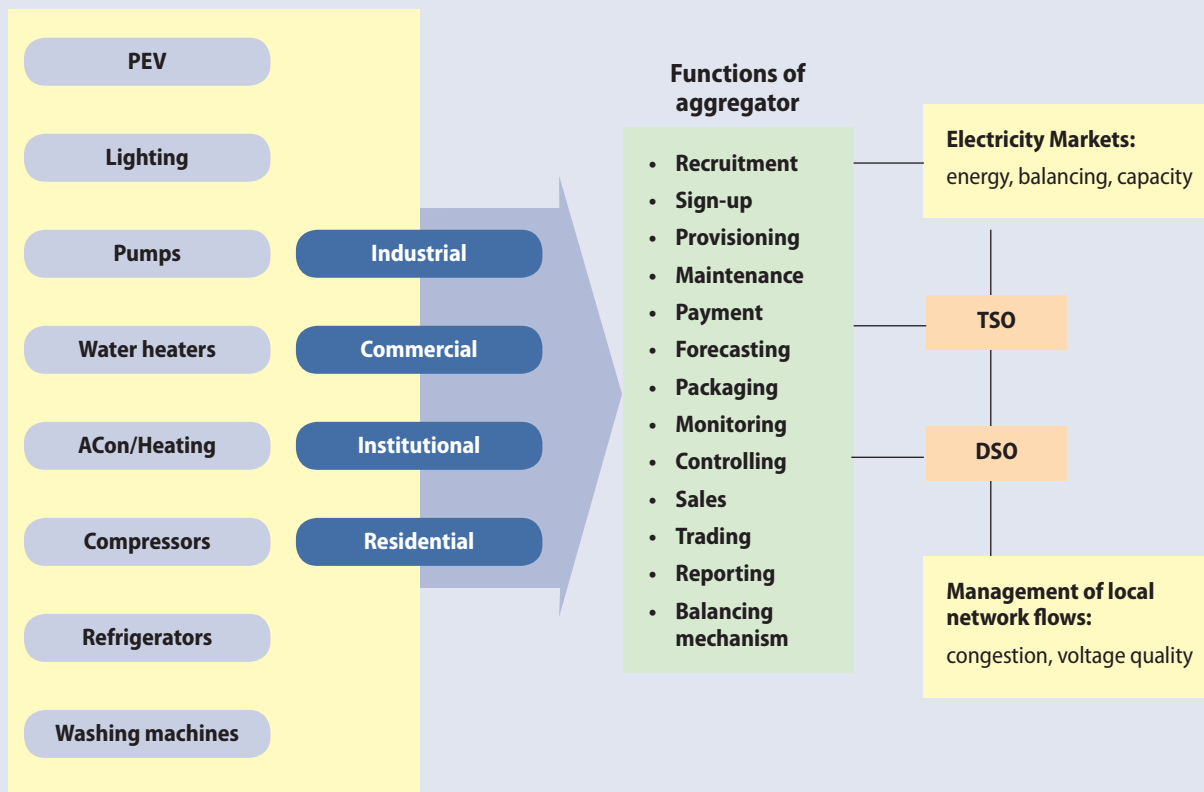 PEV
Lighting
Pumps
Water heaters
ACon/Heating
Compressors
Refrigerators
Washing machines
Industrial
Commercial
Institutional
Residential
Functions of
aggregator
• Recruitment
• Sign-up
• Provisioning
• Maintenance
• Payment
• Forecasting
• Packaging
• Monitoring
• Controlling
• Sales
• Trading
• Reporting
• Balancing
mechanism
Electricity Markets:
energy, balancing, capacity
TSO
DSO
Management of local
network flows:
congestion, voltage quality